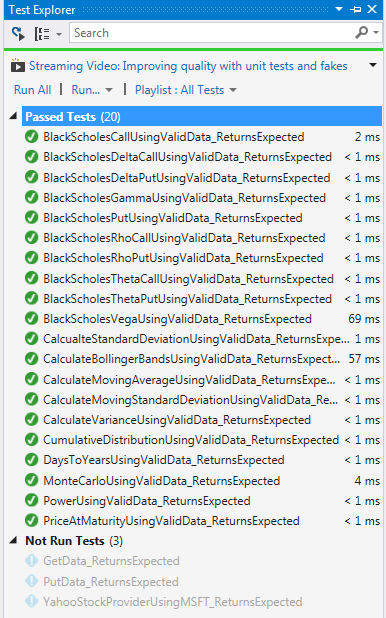 Test Explorer
Search
Streaming Video: Improving quality with unit tests and fakes
Run All | Run... | Playlist : All Tests
Passed Tests (20)
BlackScholesCallUsingValidData_ReturnsExpected 2 ms
BlackScholesDeltaCallUsingValidData_ReturnsExpected < 1 ms
BlackScholesDeltaPutUsingValidData_ReturnsExpected < 1 ms
BlackScholesGammaUsingValidData_ReturnsExpected < 1 ms
BlackScholesPutUsingValidData_ReturnsExpected < 1 ms
BlackScholesRhoCallUsingValidData_ReturnsExpected < 1 ms
BlackScholesRhoPutUsingValidData_ReturnsExpected < 1 ms
BlackScholesThetaCallUsingValidData_ReturnsExpected < 1 ms
BlackScholesThetaPutUsingValidData_ReturnsExpected < 1 ms
BlackScholesVegaUsingValidData_ReturnsExpected 69 ms
CalcualteStandardDeviationUsingValidData_ReturnsExpe... 1 ms
CalculateBollingerBandsUsingValidData_ReturnsExpect... 57 ms
CalculateMovingAverageUsingValidData_ReturnsExpe... < 1 ms
CalculateMovingStandardDeviationUsingValidData_Re... < 1 ms
CalculateVarianceUsingValidData_ReturnsExpected < 1 ms
CumulativeDistributionUsingValidData_ReturnsExpected < 1 ms
DaysToYearsUsingValidData_ReturnsExpected < 1 ms
MonteCarloUsingValidData_ReturnsExpected 4 ms
PowerUsingValidData_ReturnsExpected < 1 ms
PriceAtMaturityUsingValidData_ReturnsExpected < 1 ms
Not Run Tests (3)
GetData_ReturnsExpected
PutData_ReturnsExpected
YahooStockProviderUsingMSFT_ReturnsExpected